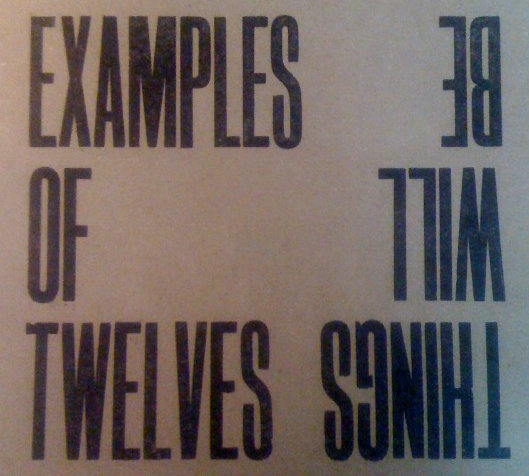 EXAMPLES
OF
TWELVES
THINGS
WILL
BE